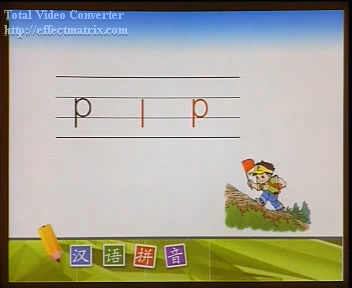 Total Video Converter
http://effectmatrix.com
p ı p
汉语拼音